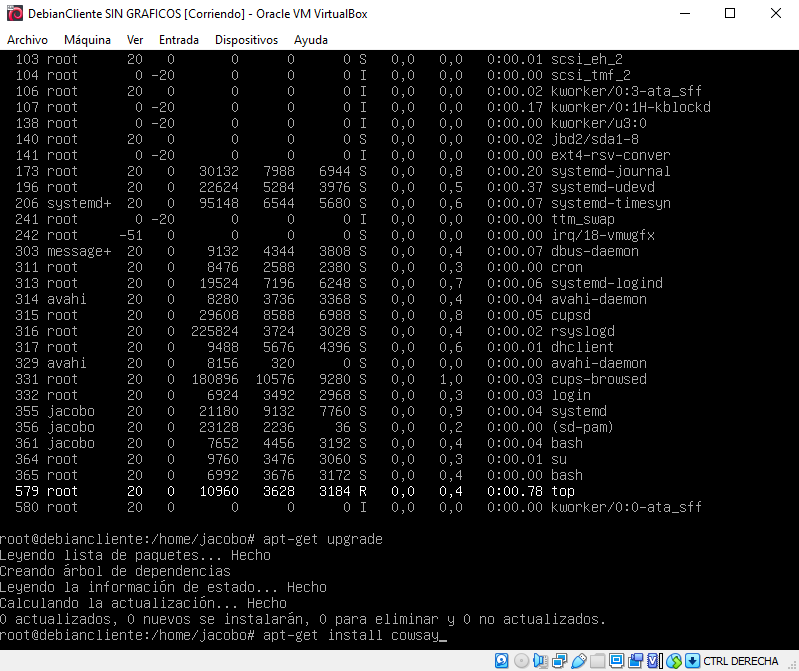 DebianCliente SIN GRAFICOS [Corriendo] - Oracle VM VirtualBox
Archivo Máquina Ver Entrada Dispositivos Ayuda
103 root 20 0 0 0 0 S 0,0 0,0 0:00.01 scsi_eh_2
104 root 0 -20 0 0 0 I 0,0 0,0 0:00.00 scsi_tmf_2
106 root 20 0 0 0 0 I 0,0 0,0 0:00.02 kworker/0:3-ata_sff
107 root 0 -20 0 0 0 I 0,0 0,0 0:00.17 kworker/0:1H-kblockd
138 root 0 -20 0 0 0 I 0,0 0,0 0:00.00 kworker/u3:0
140 root 20 0 0 0 0 S 0,0 0,0 0:00.02 jbd2/sda1-8
141 root 0 -20 0 0 0 I 0,0 0,0 0:00.00 ext4-rsv-conver
173 root 20 0 30132 7988 6944 S 0,0 0,8 0:00.20 systemd-journal
196 root 20 0 22624 5284 3976 S 0,0 0,5 0:00.37 systemd-udevd
206 systemd+ 20 0 95148 6544 5680 S 0,0 0,6 0:00.07 systemd-timesyn
241 root 0 -20 0 0 0 I 0,0 0,0 0:00.00 ttm_swap
242 root -51 0 0 0 0 S 0,0 0,0 0:00.00 irq/18-vmwgfx
303 message+ 20 0 9132 4344 3808 S 0,0 0,4 0:00.07 dbus-daemon
311 root 20 0 8476 2588 2380 S 0,0 0,3 0:00.00 cron
313 root 20 0 19524 7196 6248 S 0,0 0,7 0:00.06 systemd-logind
314 avahi 20 0 8280 3736 3368 S 0,0 0,4 0:00.04 avahi-daemon
315 root 20 0 29608 8588 6988 S 0,0 0,8 0:00.05 cupsd
316 root 20 0 225824 3724 3028 S 0,0 0,4 0:00.02 rsyslogd
317 root 20 0 9488 5676 4396 S 0,0 0,6 0:00.01 dhclient
329 avahi 20 0 8156 320 0 S 0,0 0,0 0:00.00 avahi-daemon
331 root 20 0 180896 10576 9280 S 0,0 1,0 0:00.03 cups-browsed
332 root 20 0 6924 3492 2968 S 0,0 0,3 0:00.03 login
355 jacobo 20 0 21180 9132 7760 S 0,0 0,9 0:00.04 systemd
356 jacobo 20 0 23128 2236 36 S 0,0 0,2 0:00.00 (sd-pam)
361 jacobo 20 0 7652 4456 3192 S 0,0 0,4 0:00.04 bash
364 root 20 0 9760 3476 3060 S 0,0 0,3 0:00.01 su
365 root 20 0 6992 3676 3172 S 0,0 0,4 0:00.00 bash
579 root 20 0 10960 3628 3184 R 0,0 0,4 0:00.78 top
580 root 20 0 0 0 0 I 0,0 0,0 0:00.00 kworker/0:0-ata_sff
root@debiancliente:/home/jacobo# apt-get upgrade
Leyendo lista de paquetes... Hecho
Creando árbol de dependencias
Leyendo la información de estado... Hecho
Calculando la actualización... Hecho
0 actualizados, 0 nuevos se instalarán, 0 para eliminar y 0 no actualizados.
root@debiancliente:/home/jacobo# apt-get install cowsay_
CTRL DERECHA